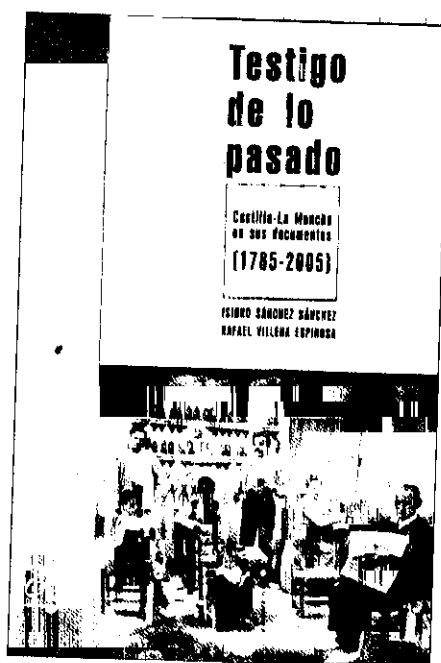 Testigo
de lo
pasado
Castilla-La Mancha
en sus documentos
(1785-2005)
ISIDRO SÁNCHEZ SÁNCHEZ
RAFAEL VILLENA ESPINOSA